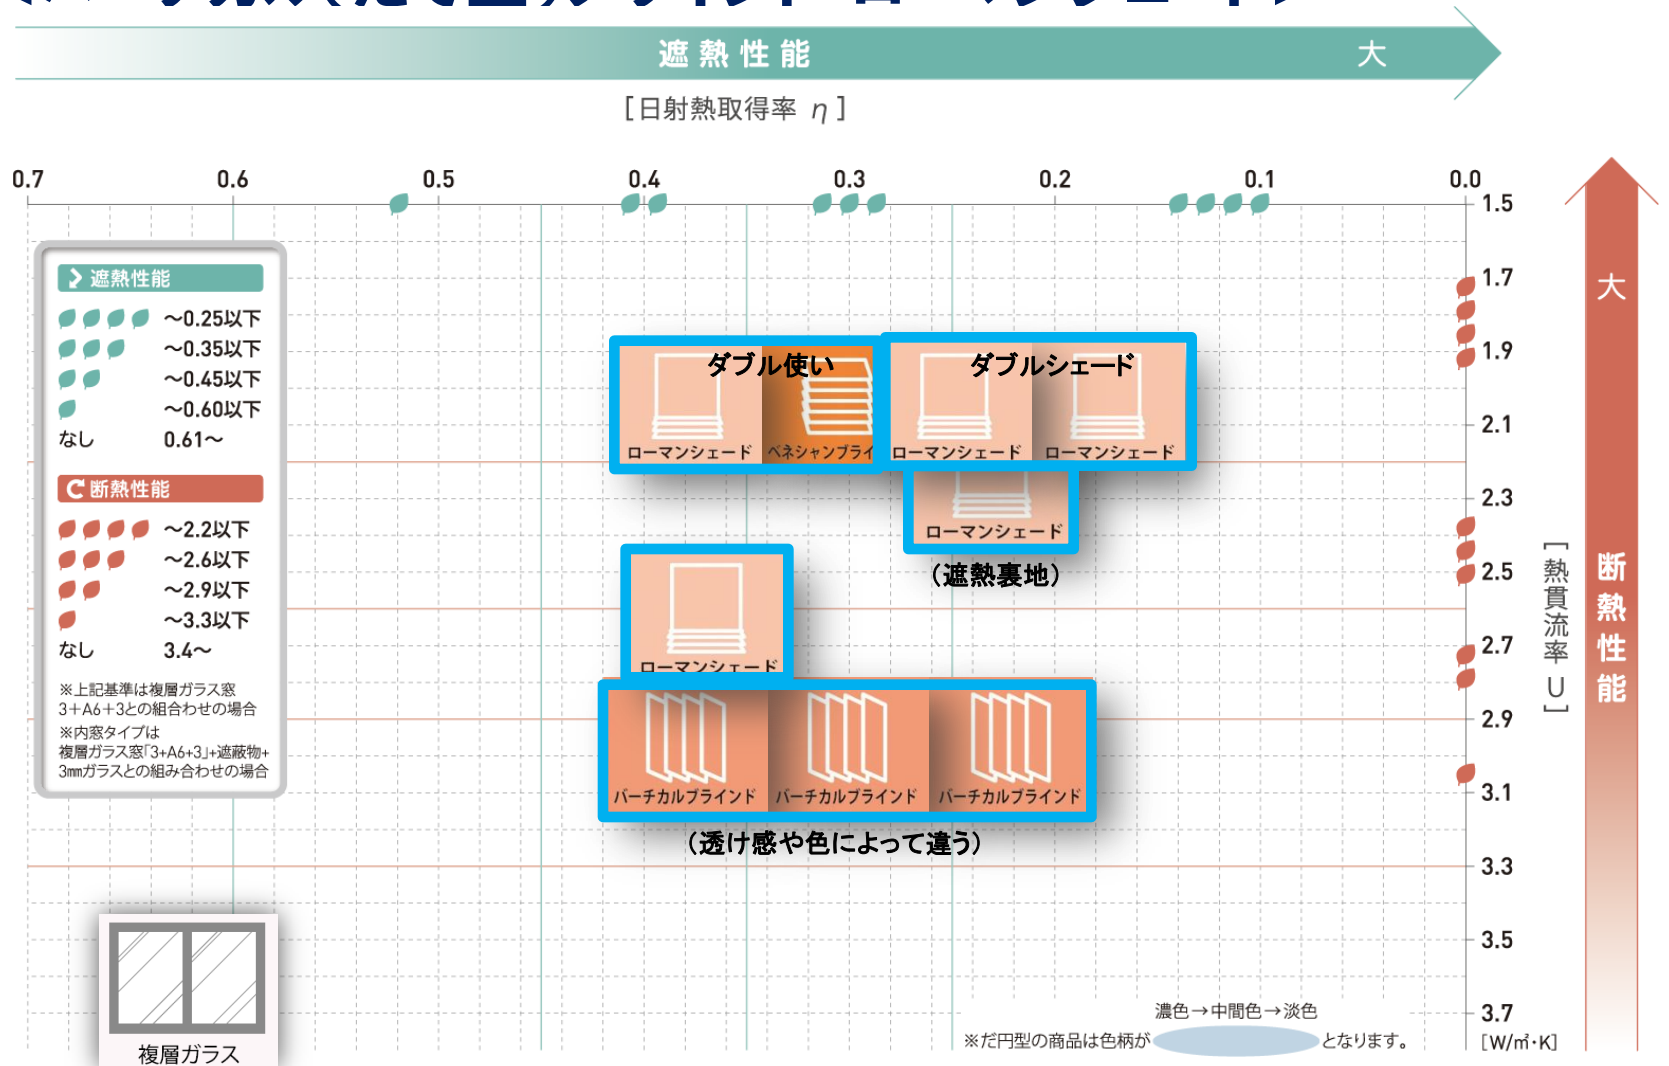 遮熱性能 大
[日射熱取得率 η]
0.7 0.6 0.5 0.4 0.3 0.2 0.1 0.0
1.5
1.7
1.9
2.1
2.3
2.5
2.7
2.9
3.1
3.3
3.5
3.7
[W/㎡・K]
大
断熱性能
[熱貫流率 U]
遮熱性能
～0.25以下
～0.35以下
～0.45以下
～0.60以下
なし 0.61～
断熱性能
～2.2以下
～2.6以下
～2.9以下
～3.3以下
なし 3.4～
※上記基準は複層ガラス窓
3＋A6＋3との組合わせの場合
※内窓タイプは
複層ガラス窓「3+A6+3」+遮蔽物+
3㎜ガラスとの組み合わせの場合
ダブル使い
ローマンシェード ベネシャンブライ
ダブルシェード
ローマンシェード ローマンシェード
ローマンシェード
（遮熱裏地）
ローマンシェード
バーチカルブラインド バーチカルブラインド バーチカルブラインド
（透け感や色によって違う）
複層ガラス
濃色→中間色→淡色
※だ円型の商品は色柄が となります。